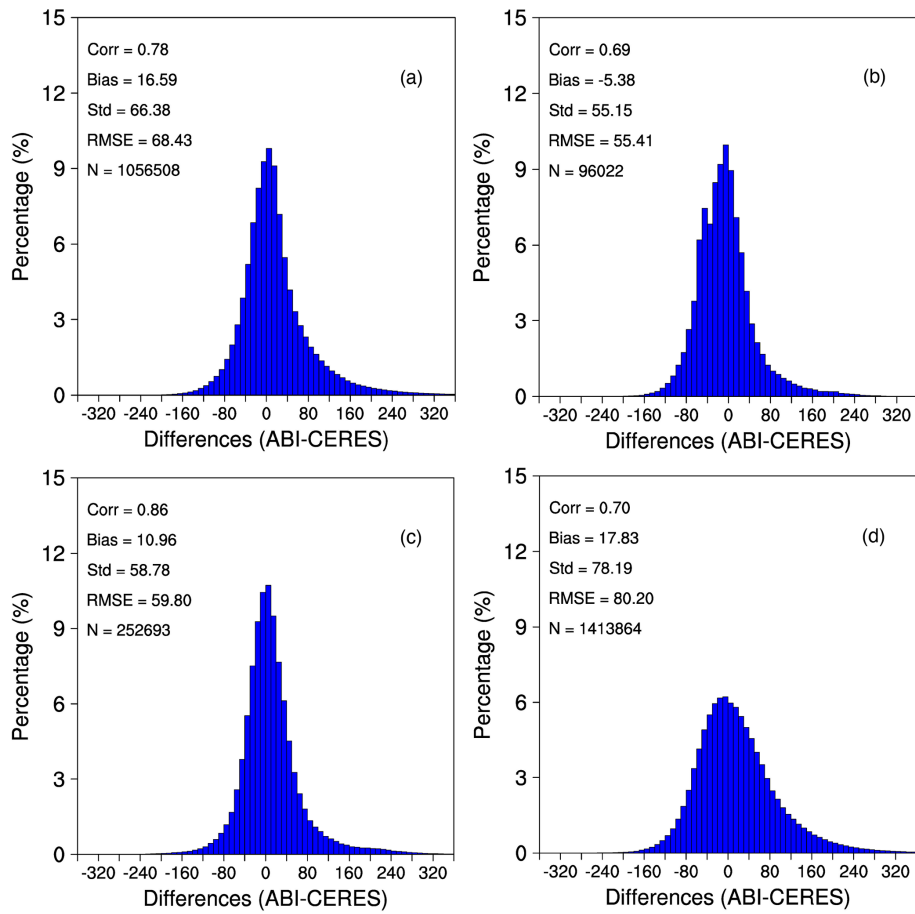 15
12
9
6
3
0
Percentage (%)
Corr = 0.78
Bias = 16.59
Std = 66.38
RMSE = 68.43
N = 1056508
(a)
-320 -240 -160 -80 0 80 160 240 320
Differences (ABI-CERES)
15
12
9
6
3
0
Percentage (%)
Corr = 0.69
Bias = -5.38
Std = 55.15
RMSE = 55.41
N = 96022
(b)
-320 -240 -160 -80 0 80 160 240 320
Differences (ABI-CERES)
15
12
9
6
3
0
Percentage (%)
Corr = 0.86
Bias = 10.96
Std = 58.78
RMSE = 59.80
N = 252693
(c)
-320 -240 -160 -80 0 80 160 240 320
Differences (ABI-CERES)
15
12
9
6
3
0
Percentage (%)
Corr = 0.70
Bias = 17.83
Std = 78.19
RMSE = 80.20
N = 1413864
(d)
-320 -240 -160 -80 0 80 160 240 320
Differences (ABI-CERES)